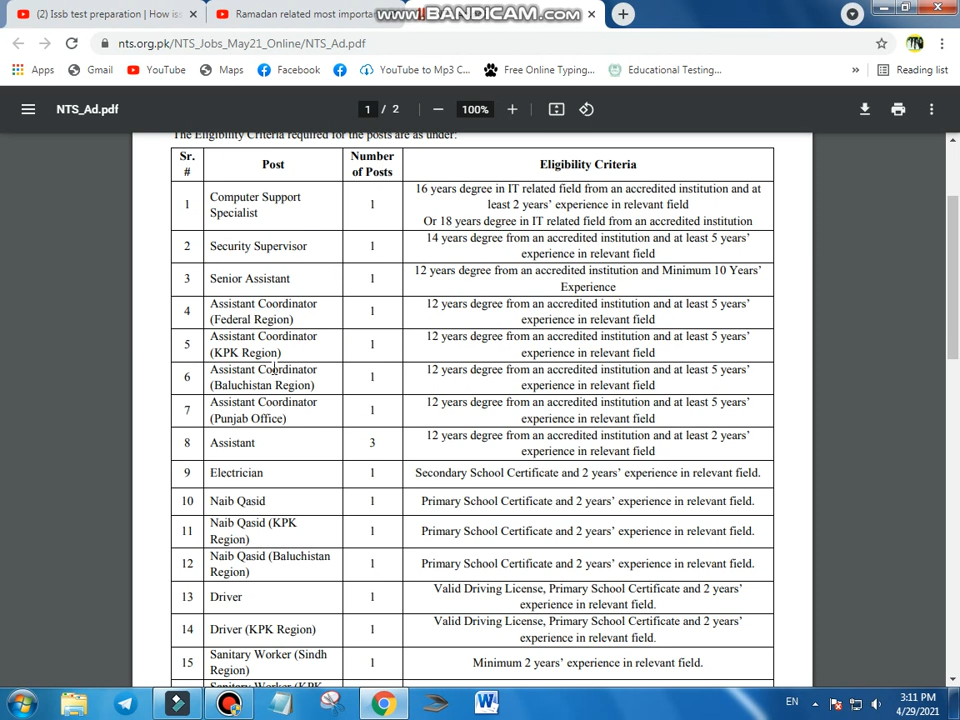 (2) Issb test preparation | How is
Ramadan related most importa
www.BANDICAM.com
nts.org.pk/NTS_Jobs_May21_Online/NTS_Ad.pdf
Apps
Gmail
YouTube
Maps
Facebook
YouTube to Mp3 C...
Free Online Typing...
Educational Testing...
»
Reading list
NTS_Ad.pdf
1 / 2
100%
The Eligibility Criteria required for the posts are as under:
Sr. #
Post
Number of Posts
Eligibility Criteria
1
Computer Support
Specialist
1
16 years degree in IT related field from an accredited institution and at
least 2 years’ experience in relevant field
Or 18 years degree in IT related field from an accredited institution
2
Security Supervisor
1
14 years degree from an accredited institution and at least 5 years’
experience in relevant field
3
Senior Assistant
1
12 years degree from an accredited institution and Minimum 10 Years’
Experience
4
Assistant Coordinator
(Federal Region)
1
12 years degree from an accredited institution and at least 5 years’
experience in relevant field
5
Assistant Coordinator
(KPK Region)
1
12 years degree from an accredited institution and at least 5 years’
experience in relevant field
6
Assistant Coordinator
(Baluchistan Region)
1
12 years degree from an accredited institution and at least 5 years’
experience in relevant field
7
Assistant Coordinator
(Punjab Office)
1
12 years degree from an accredited institution and at least 5 years’
experience in relevant field
8
Assistant
3
12 years degree from an accredited institution and at least 2 years’
experience in relevant field
9
Electrician
1
Secondary School Certificate and 2 years’ experience in relevant field.
10
Naib Qasid
1
Primary School Certificate and 2 years’ experience in relevant field.
11
Naib Qasid (KPK
Region)
1
Primary School Certificate and 2 years’ experience in relevant field.
12
Naib Qasid (Baluchistan
Region)
1
Primary School Certificate and 2 years’ experience in relevant field.
13
Driver
1
Valid Driving License, Primary School Certificate and 2 years’
experience in relevant field.
14
Driver (KPK Region)
1
Valid Driving License, Primary School Certificate and 2 years’
experience in relevant field.
15
Sanitary Worker (Sindh
Region)
1
Minimum 2 years’ experience in relevant field.
Sanitary Worker (KPK
EN
3:11 PM
4/29/2021